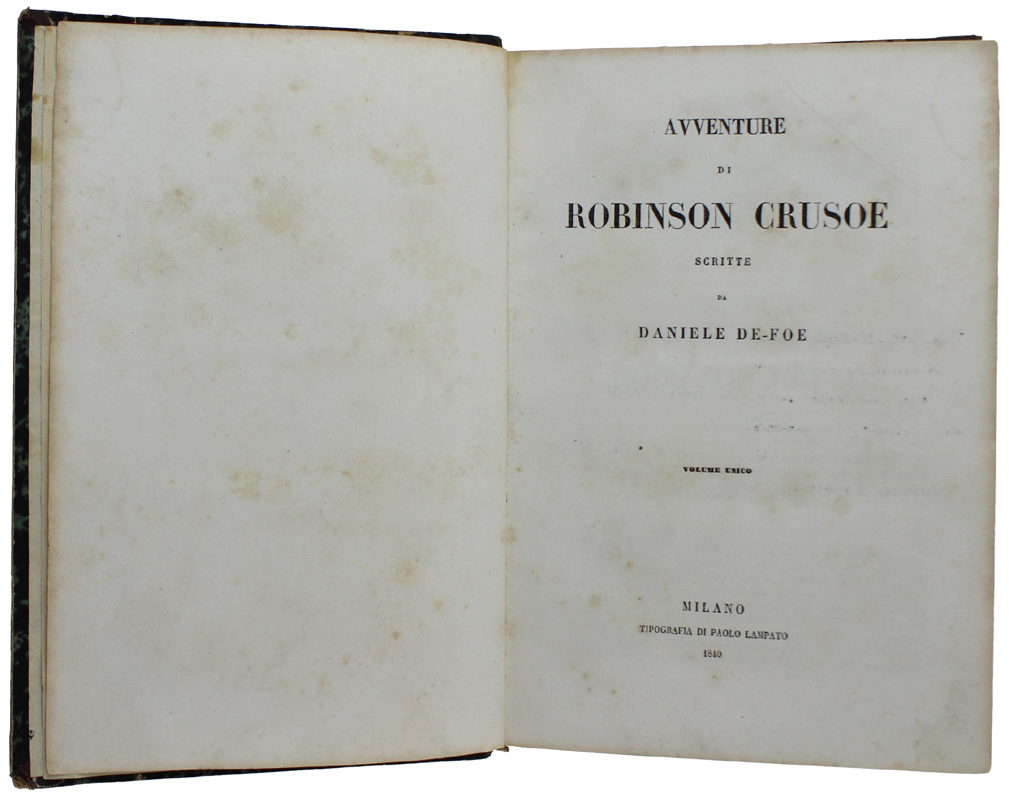 AVVENTURE
DI
ROBINSON CRUSOE
SCRITTE
DA
DANIELE DE-FOE
VOLUME UNICO
MILANO
TIPOGRAFIA DI PAOLO LAMPATO
1840